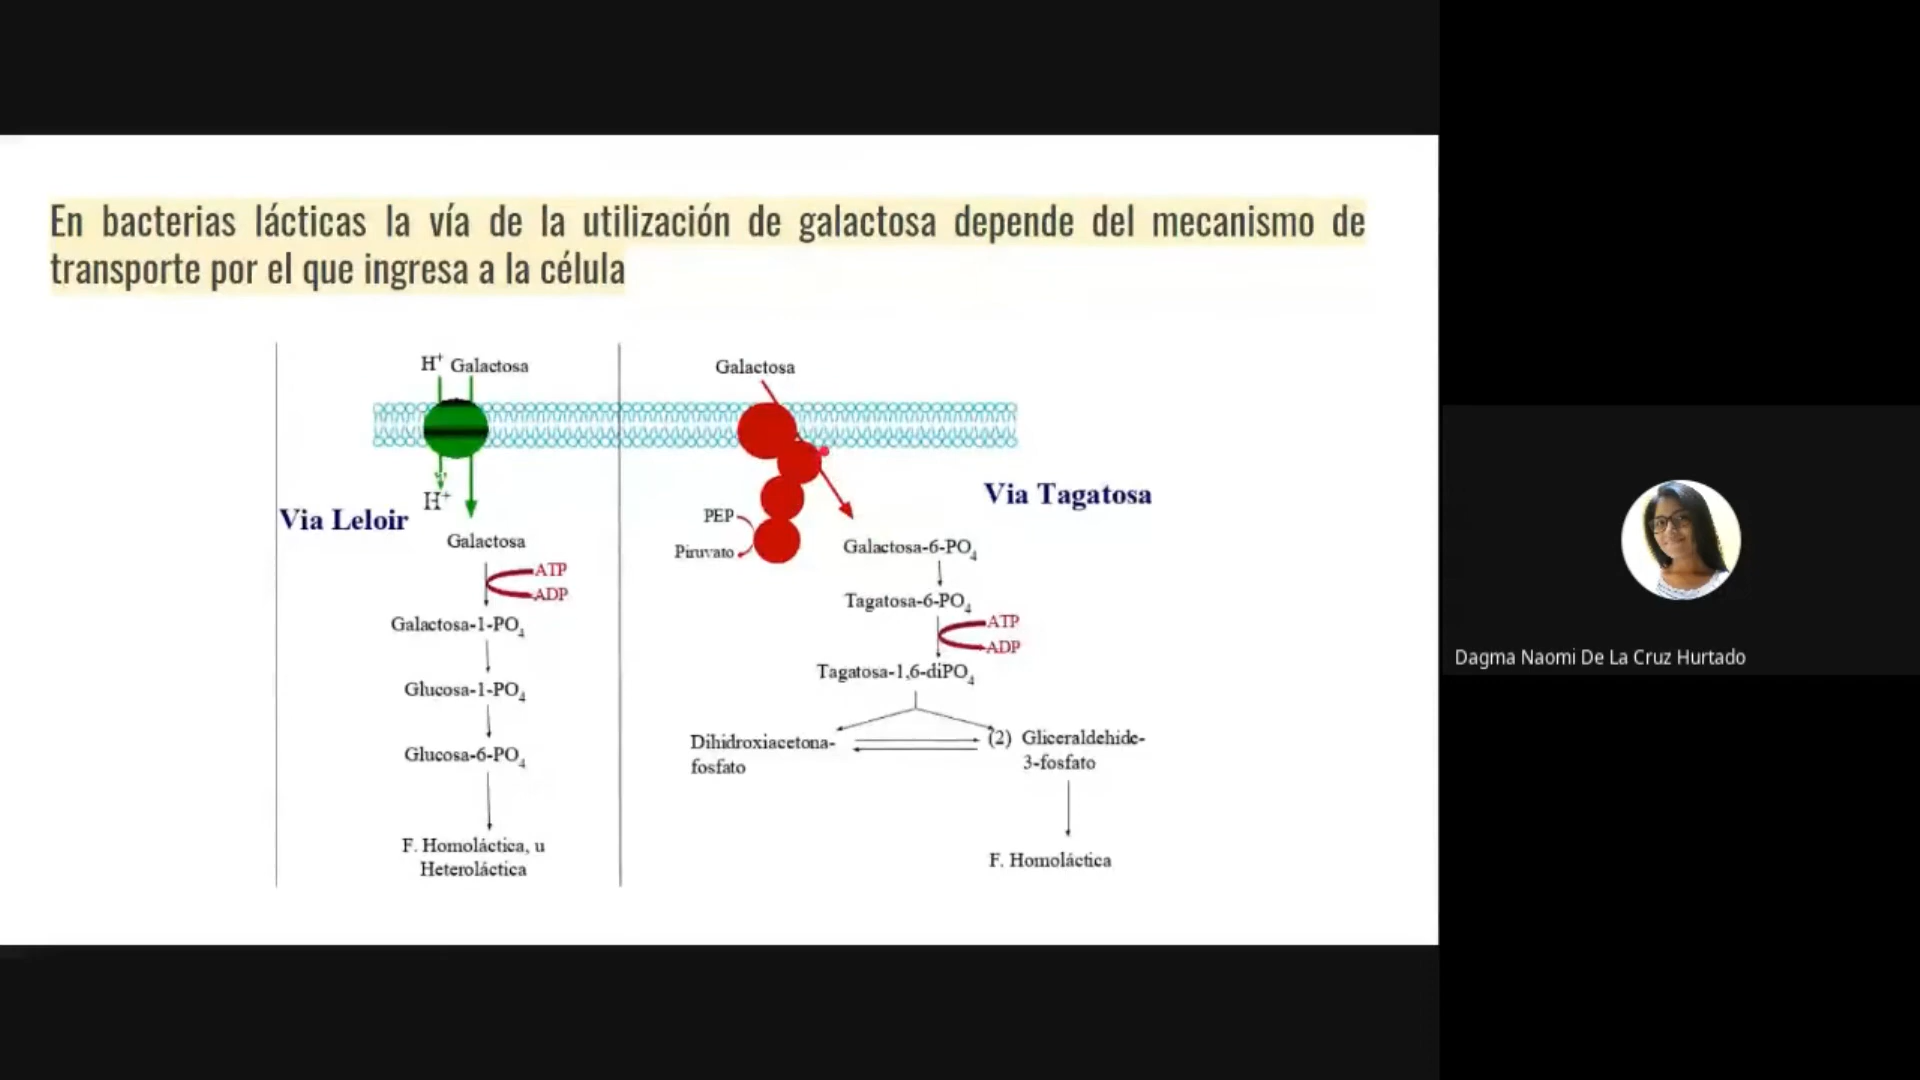 En bacterias lácticas la vía de la utilización de galactosa depende del mecanismo de
transporte por el que ingresa a la célula
H⁺ Galactosa
H⁺
Via Leloir
Galactosa
ATP
ADP
Galactosa-1-PO₄
Glucosa-1-PO₄
Glucosa-6-PO₄
F. Homoláctica, u
Heteroláctica
Galactosa
Via Tagatosa
PEP
Piruvato
Galactosa-6-PO₄
Tagatosa-6-PO₄
ATP
ADP
Tagatosa-1,6-diPO₄
Dihidroxiacetona-
fosfato
(2) Gliceraldehide-
3-fosfato
F. Homoláctica
Dagma Naomi De La Cruz Hurtado